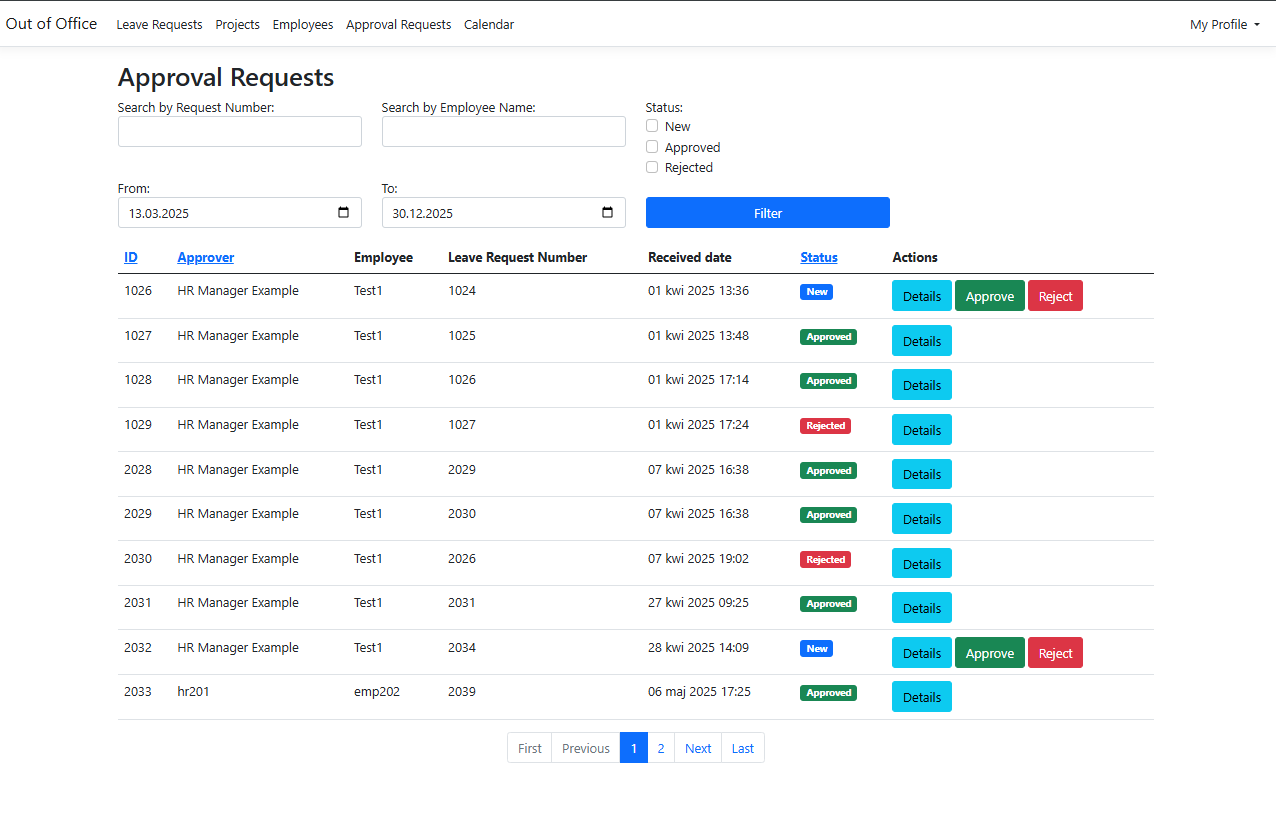 Out of Office Leave Requests Projects Employees Approval Requests Calendar My Profile
Approval Requests
Search by Request Number: Search by Employee Name: Status:
New
Approved
Rejected
From: To:
13.03.2025 30.12.2025 Filter
ID Approver Employee Leave Request Number Received date Status Actions
1026 HR Manager Example Test1 1024 01 kwi 2025 13:36 New Details Approve Reject
1027 HR Manager Example Test1 1025 01 kwi 2025 13:48 Approved Details
1028 HR Manager Example Test1 1026 01 kwi 2025 17:14 Approved Details
1029 HR Manager Example Test1 1027 01 kwi 2025 17:24 Rejected Details
2028 HR Manager Example Test1 2029 07 kwi 2025 16:38 Approved Details
2029 HR Manager Example Test1 2030 07 kwi 2025 16:38 Approved Details
2030 HR Manager Example Test1 2026 07 kwi 2025 19:02 Rejected Details
2031 HR Manager Example Test1 2031 27 kwi 2025 09:25 Approved Details
2032 HR Manager Example Test1 2034 28 kwi 2025 14:09 New Details Approve Reject
2033 hr201 emp202 2039 06 maj 2025 17:25 Approved Details
First Previous 1 2 Next Last